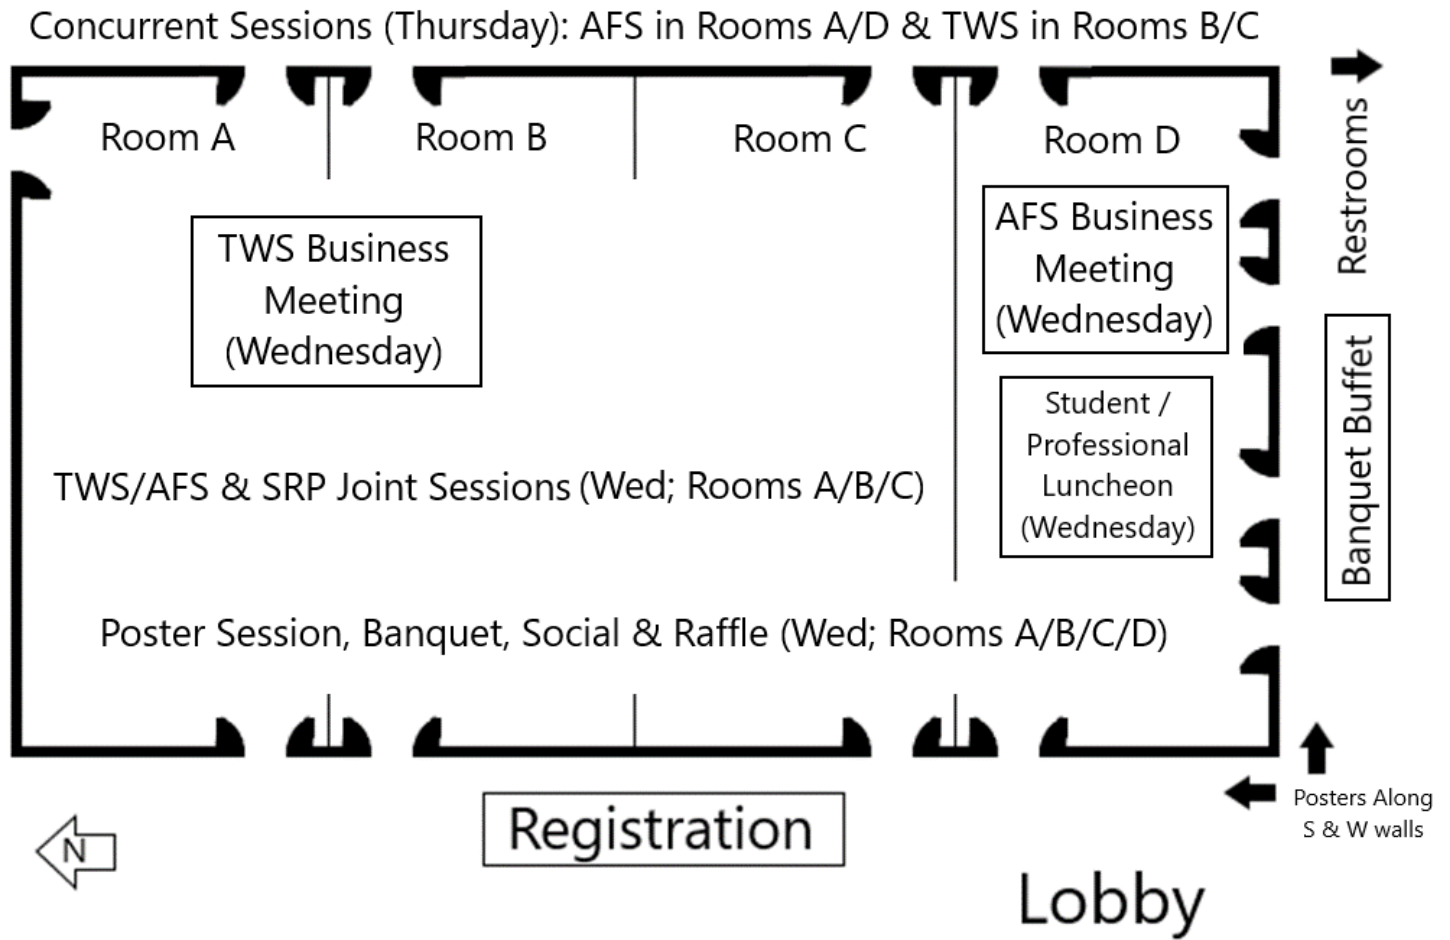 Concurrent Sessions (Thursday): AFS in Rooms A/D & TWS in Rooms B/C
Room A
Room B
Room C
Room D
Restrooms
TWS Business
Meeting
(Wednesday)
AFS Business
Meeting
(Wednesday)
Student /
Professional
Luncheon
(Wednesday)
Banquet Buffet
TWS/AFS & SRP Joint Sessions (Wed; Rooms A/B/C)
Poster Session, Banquet, Social & Raffle (Wed; Rooms A/B/C/D)
Posters Along
S & W walls
Registration
N
Lobby